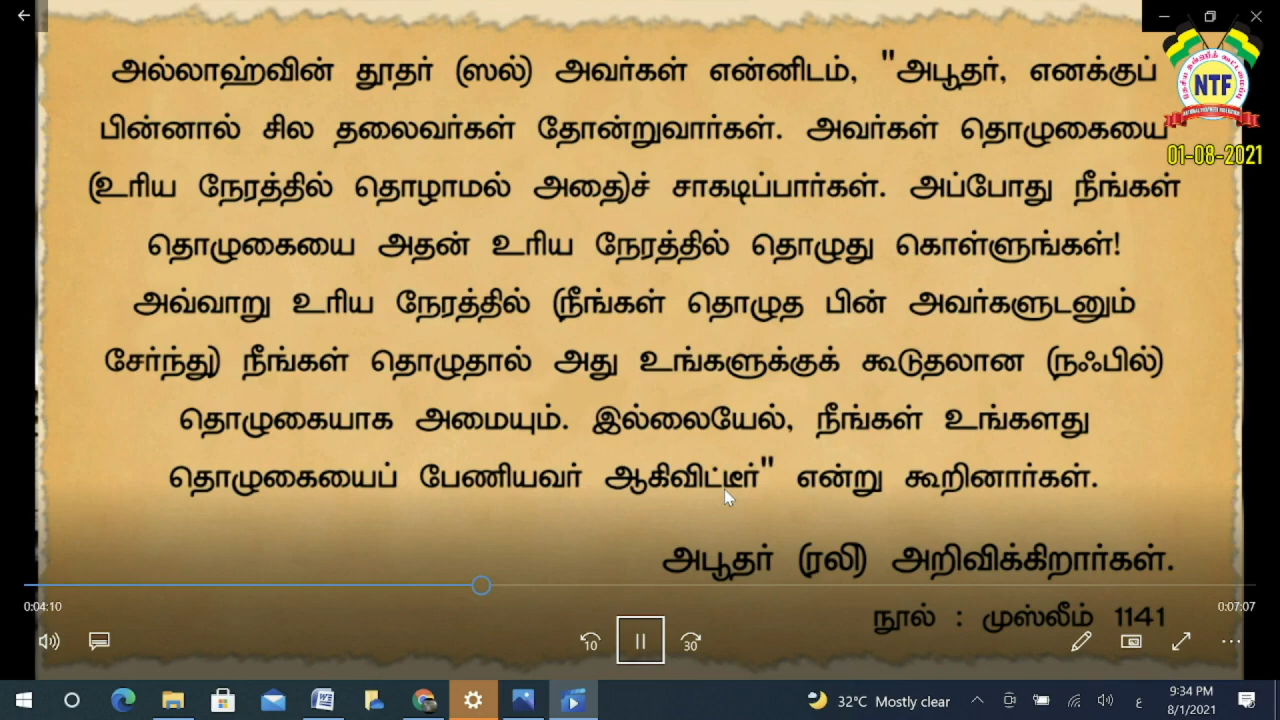 அல்லாஹ்வின் தூதர் (ஸல்) அவர்கள் என்னிடம், "அபூதர், எனக்குப்
பின்னால் சில தலைவர்கள் தோன்றுவார்கள். அவர்கள் தொழுகையை
(உரிய நேரத்தில் தொழாமல் அதை)ச் சாகடிப்பார்கள். அப்போது நீங்கள்
தொழுகையை அதன் உரிய நேரத்தில் தொழுது கொள்ளுங்கள்!
அவ்வாறு உரிய நேரத்தில் (நீங்கள் தொழுத பின் அவர்களுடனும்
சேர்ந்து) நீங்கள் தொழுதால் அது உங்களுக்குக் கூடுதலான (நஃபில்)
தொழுகையாக அமையும். இல்லையேல், நீங்கள் உங்களது
தொழுகையைப் பேணியவர் ஆகிவிட்டீர்" என்று கூறினார்கள்.
அபூதர் (ரலி) அறிவிக்கிறார்கள்.
நூல் : முஸ்லீம் 1141
NTF
01-08-2021
0:04:10
0:07:07
10
30
32°C Mostly clear
ع
9:34 PM
8/1/2021